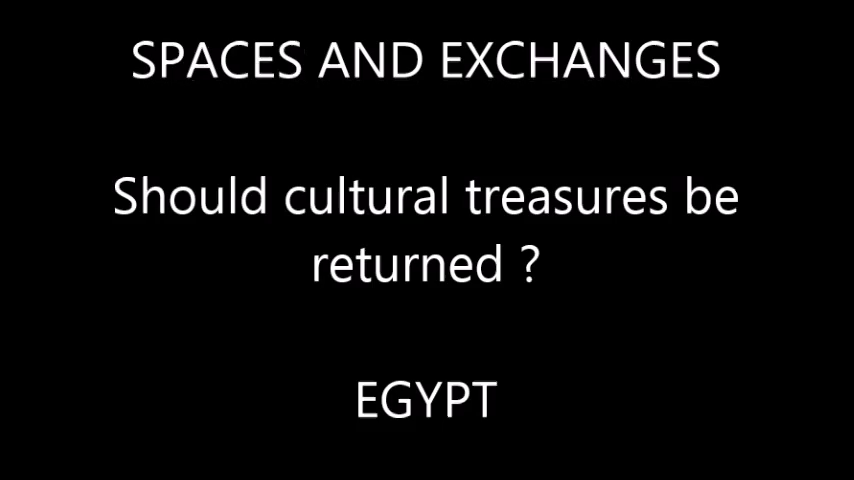 SPACES AND EXCHANGES
Should cultural treasures be
returned ?
EGYPT